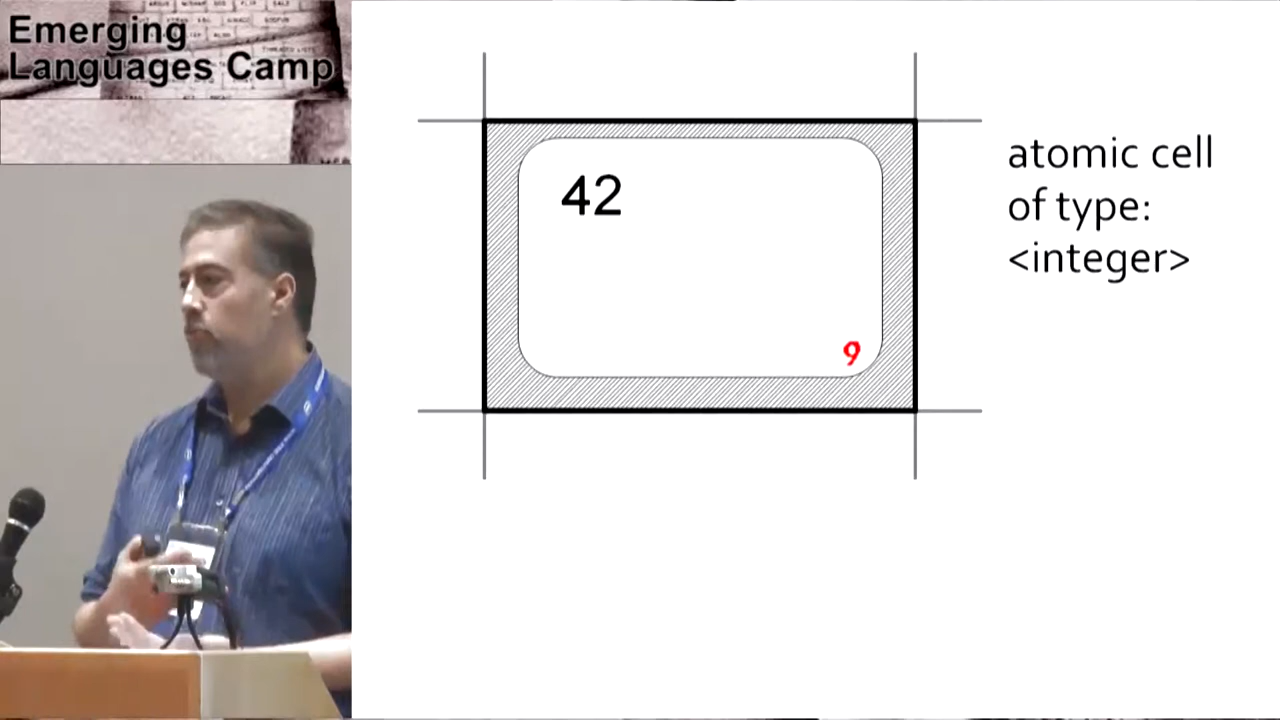 Emerging
Languages Camp
42
9
atomic cell
of type:
<integer>